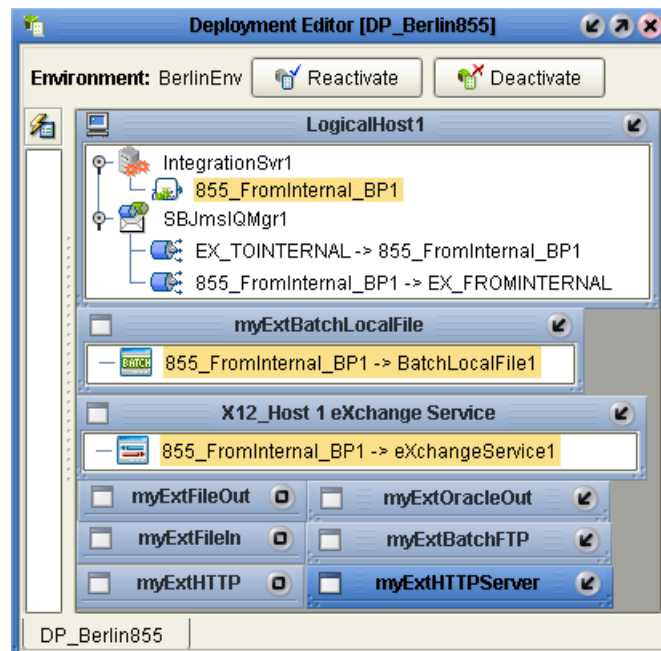 Deployment Editor [DP_Berlin855]
Environment: BerlinEnv Reactivate Deactivate
LogicalHost1
IntegrationSvr1
855_FromInternal_BP1
SBJmsIQMgr1
EX_TOINTERNAL -> 855_FromInternal_BP1
855_FromInternal_BP1 -> EX_FROMINTERNAL
myExtBatchLocalFile
BATCH 855_FromInternal_BP1 -> BatchLocalFile1
X12_Host 1 eXchange Service
855_FromInternal_BP1 -> eXchangeService1
myExtFileOut myExtOracleOut
myExtFileIn myExtBatchFTP
myExtHTTP myExtHTTPServer
DP_Berlin855